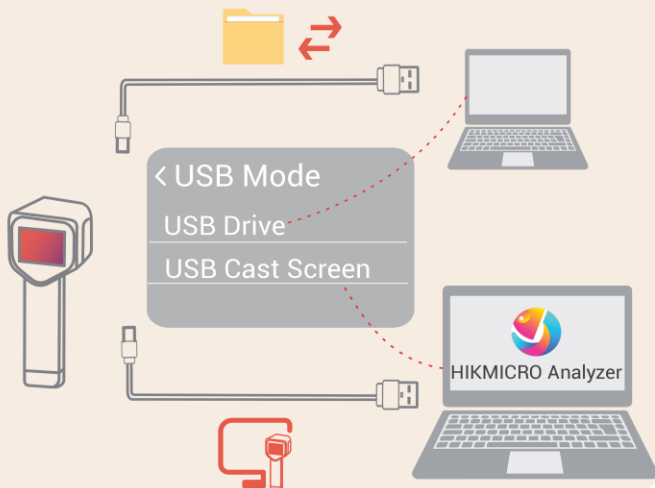 < USB Mode
USB Drive
USB Cast Screen
HIKMICRO Analyzer